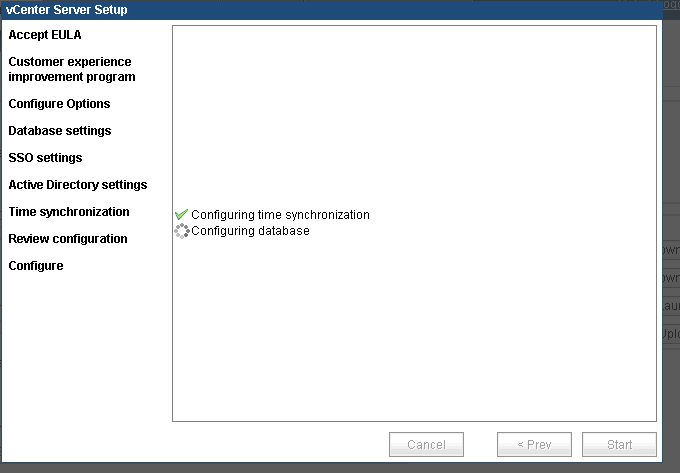 vCenter Server Setup
Accept EULA
Customer experience
improvement program
Configure Options
Database settings
SSO settings
Active Directory settings
Time synchronization
Review configuration
Configure
Configuring time synchronization
Configuring database
Cancel
< Prev
Start